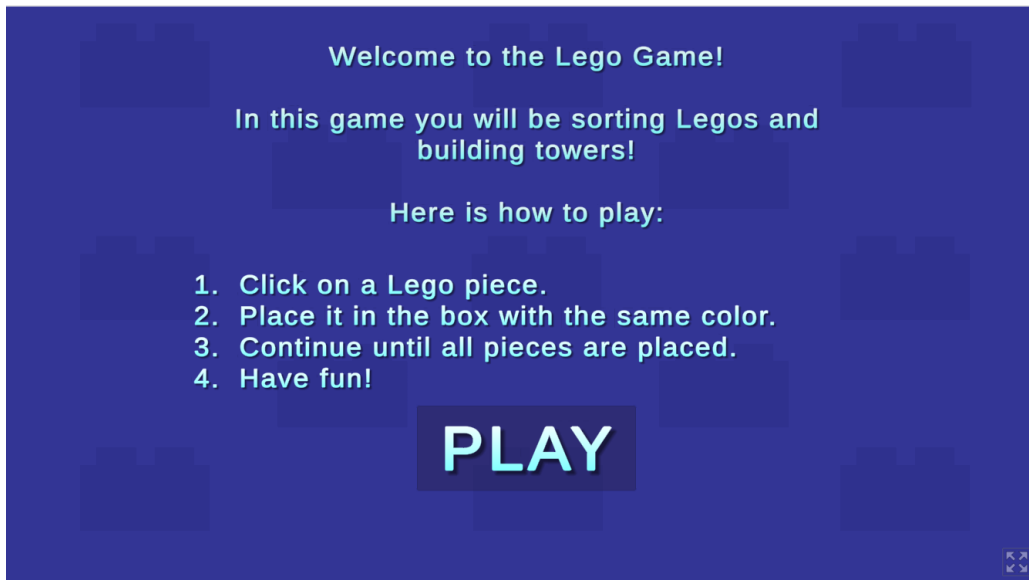 Welcome to the Lego Game!
In this game you will be sorting Legos and
building towers!
Here is how to play:
1. Click on a Lego piece.
2. Place it in the box with the same color.
3. Continue until all pieces are placed.
4. Have fun!
PLAY